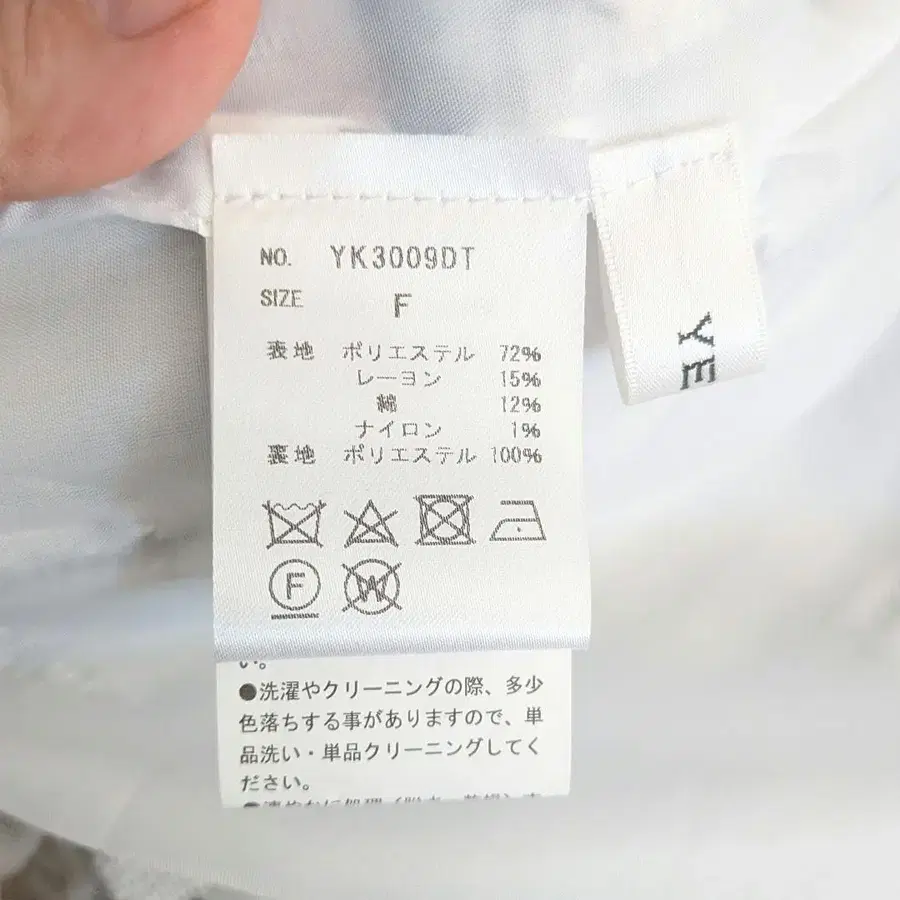 NO. YK3009DT
SIZE F
表地 ポリエステル 72%
レーヨン 15%
綿 12%
ナイロン 1%
裏地 ポリエステル 100%
F
W
い。
●洗濯やクリーニングの際、多少
色落ちする事がありますので、単
品洗い・単品クリーニングしてく
ださい。
YE